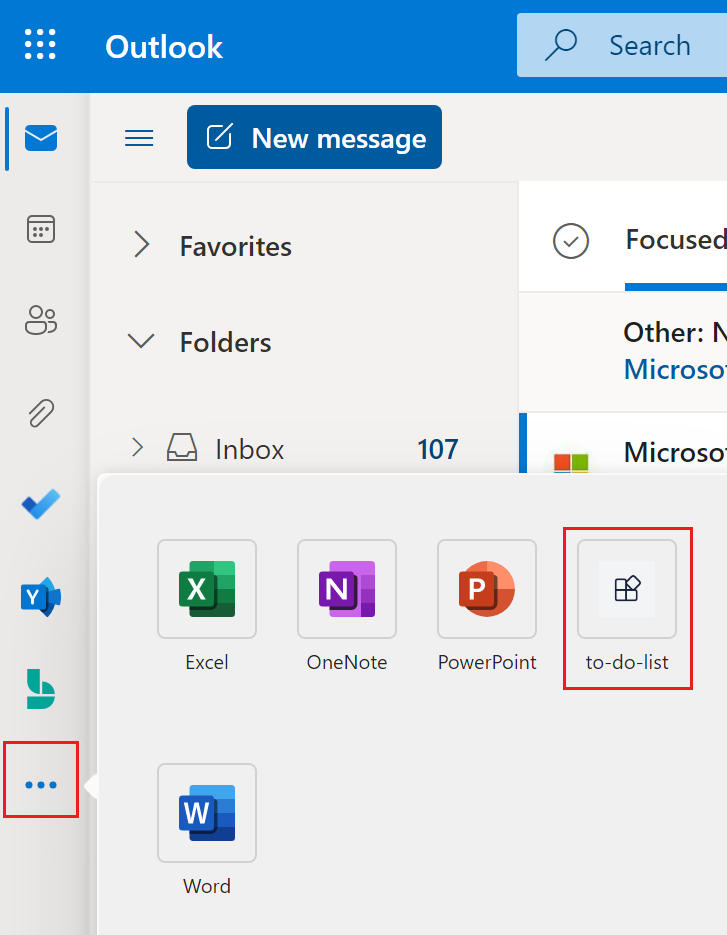 Outlook
Search
New message
Favorites
Focused
Folders
Other: N
Microso
Inbox
107
Microso
X
N
P
Excel
OneNote
PowerPoint
to-do-list
Y
W
Word